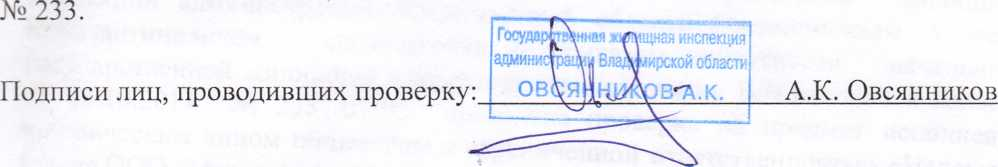 № 233.
Государственная жилищная инспекция
администрации Владимирской области
Подписи лиц, проводивших проверку: ОВСЯННИКОВ А.К. А.К. Овсянников